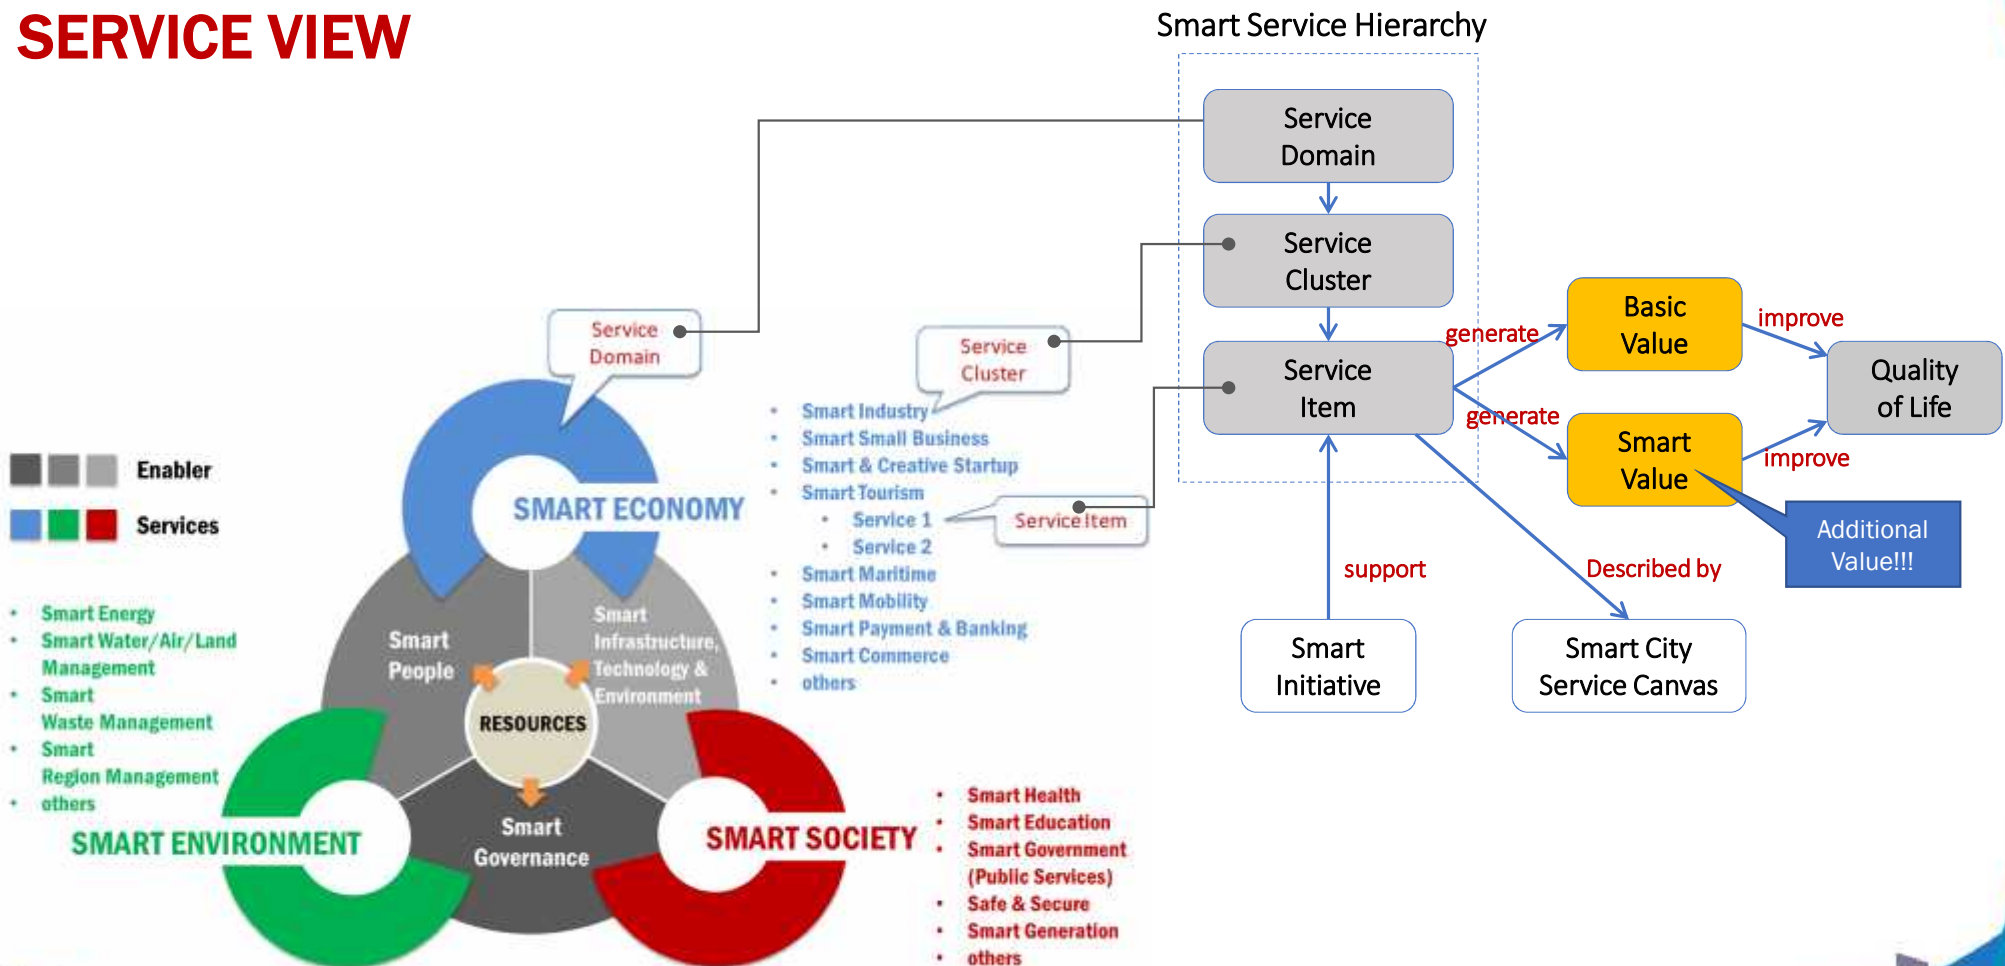 SERVICE VIEW
Smart Service Hierarchy
Service
Domain
Service
Cluster
Service
Item
generate
generate
Basic
Value
Smart
Value
improve
improve
Quality
of Life
Additional
Value!!!
support
Described by
Smart
Initiative
Smart City
Service Canvas
Service
Domain
Service
Cluster
Service Item
Enabler
Services
SMART ECONOMY
• Smart Industry
• Smart Small Business
• Smart & Creative Startup
• Smart Tourism
• Service 1
• Service 2
• Smart Maritime
• Smart Mobility
• Smart Payment & Banking
• Smart Commerce
• others
Smart
People
Smart
Infrastructure,
Technology &
Environment
RESOURCES
Smart
Governance
• Smart Energy
• Smart Water/Air/Land
Management
• Smart
Waste Management
• Smart
Region Management
• others
SMART ENVIRONMENT
SMART SOCIETY
• Smart Health
• Smart Education
• Smart Government
(Public Services)
• Safe & Secure
• Smart Generation
• others